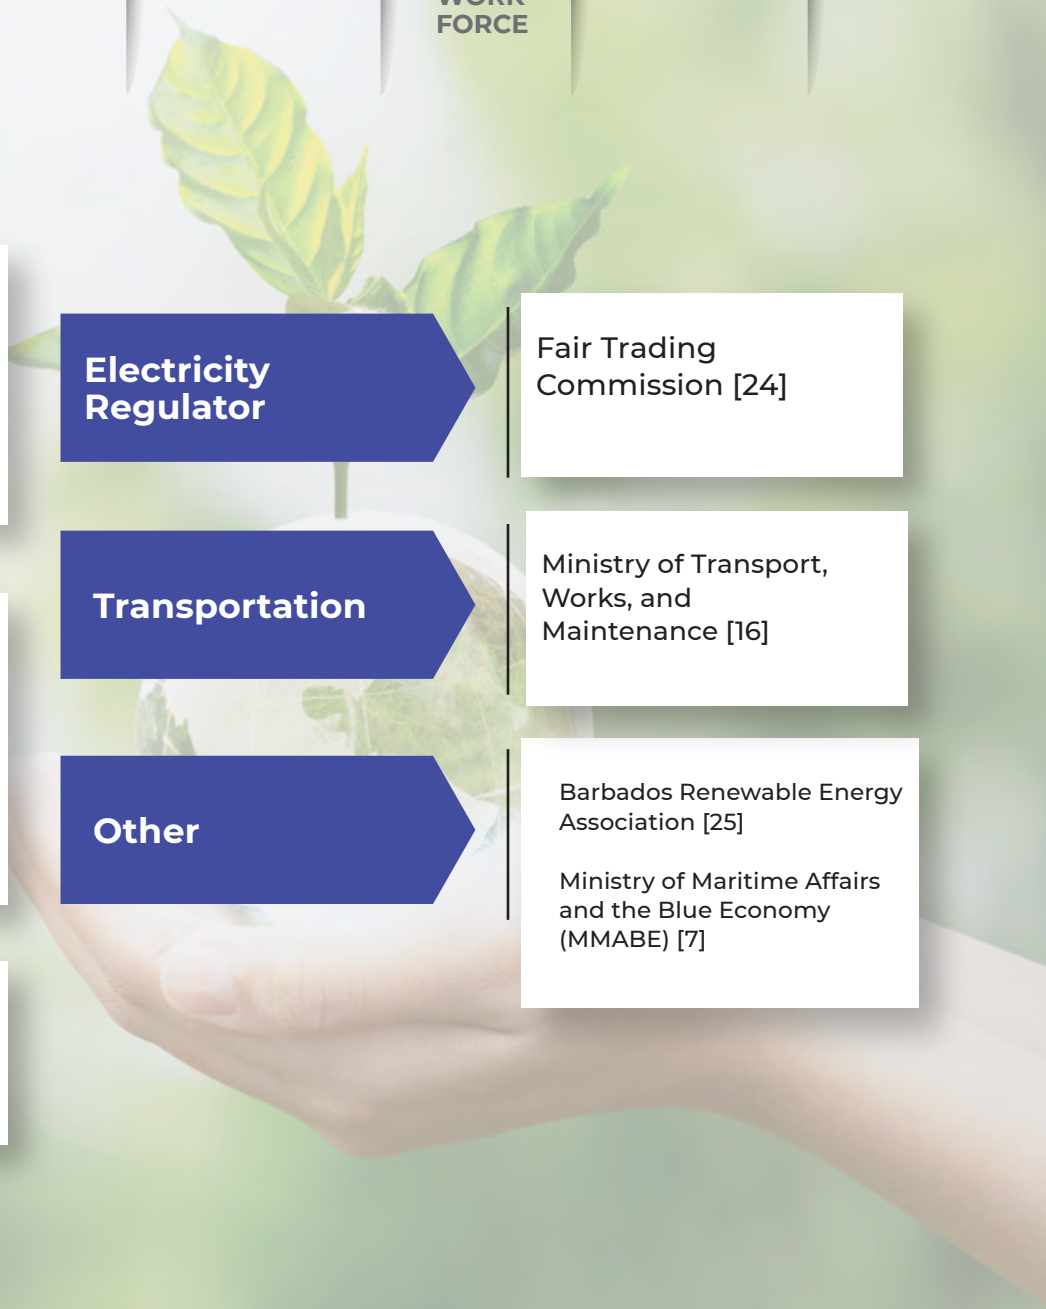 WORK
FORCE
Electricity
Regulator
Fair Trading
Commission [24]
Transportation
Ministry of Transport,
Works, and
Maintenance [16]
Other
Barbados Renewable Energy
Association [25]
Ministry of Maritime Affairs
and the Blue Economy
(MMABE) [7]